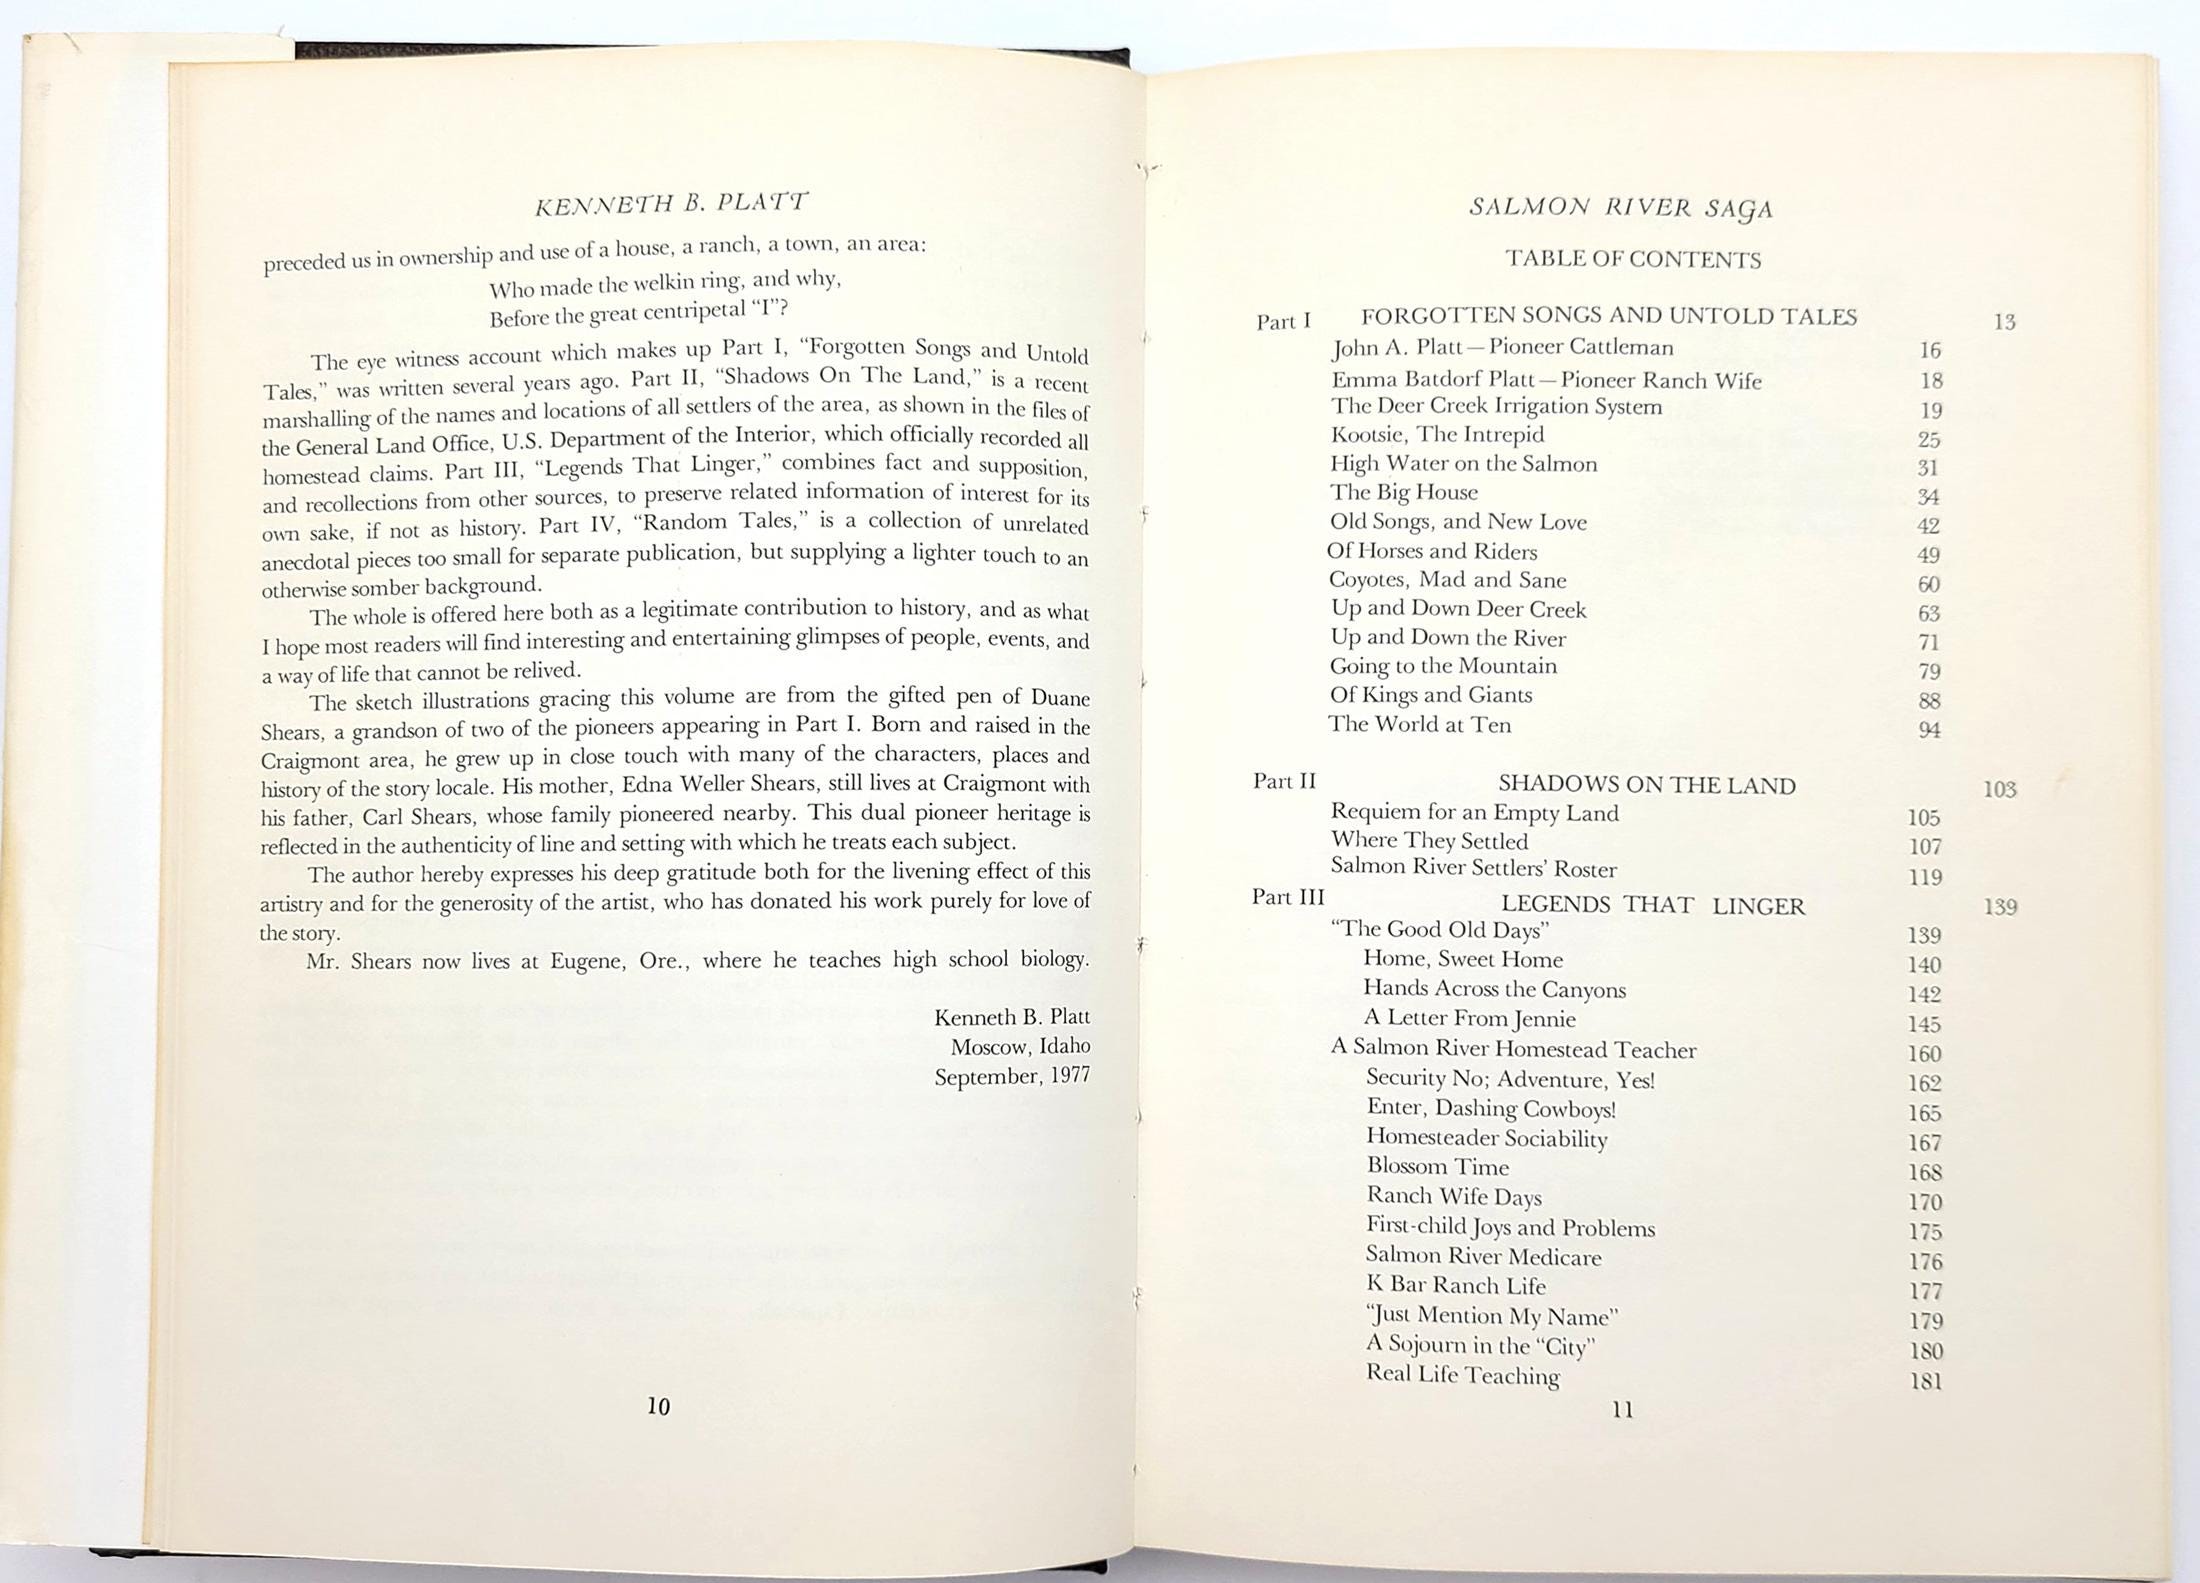 KENNETH B. PLATT
preceded us in ownership and use of a house, a ranch, a town, an area:
Who made the welkin ring, and why,
Before the great centripetal “I”?
The eye witness account which makes up Part I, “Forgotten Songs and Untold
Tales,” was written several years ago. Part II, “Shadows On The Land,” is a recent
marshalling of the names and locations of all settlers of the area, as shown in the files of
the General Land Office, U.S. Department of the Interior, which officially recorded all
homestead claims. Part III, “Legends That Linger,” combines fact and supposition,
and recollections from other sources, to preserve related information of interest for its
own sake, if not as history. Part IV, “Random Tales,” is a collection of unrelated
anecdotal pieces too small for separate publication, but supplying a lighter touch to an
otherwise somber background.
The whole is offered here both as a legitimate contribution to history, and as what
I hope most readers will find interesting and entertaining glimpses of people, events, and
a way of life that cannot be relived.
The sketch illustrations gracing this volume are from the gifted pen of Duane
Shears, a grandson of two of the pioneers appearing in Part I. Born and raised in the
Craigmont area, he grew up in close touch with many of the characters, places and
history of the story locale. His mother, Edna Weller Shears, still lives at Craigmont with
his father, Carl Shears, whose family pioneered nearby. This dual pioneer heritage is
reflected in the authenticity of line and setting with which he treats each subject.
The author hereby expresses his deep gratitude both for the livening effect of this
artistry and for the generosity of the artist, who has donated his work purely for love of
the story.
Mr. Shears now lives at Eugene, Ore., where he teaches high school biology.
Kenneth B. Platt
Moscow, Idaho
September, 1977
10
SALMON RIVER SAGA
TABLE OF CONTENTS
Part I FORGOTTEN SONGS AND UNTOLD TALES 13
John A. Platt — Pioneer Cattleman 16
Emma Batdorf Platt — Pioneer Ranch Wife 18
The Deer Creek Irrigation System 19
Kootsie, The Intrepid 25
High Water on the Salmon 31
The Big House 34
Old Songs, and New Love 42
Of Horses and Riders 49
Coyotes, Mad and Sane 60
Up and Down Deer Creek 63
Up and Down the River 71
Going to the Mountain 79
Of Kings and Giants 88
The World at Ten 94
Part II SHADOWS ON THE LAND 103
Requiem for an Empty Land 105
Where They Settled 107
Salmon River Settlers’ Roster 119
Part III LEGENDS THAT LINGER 139
“The Good Old Days” 139
Home, Sweet Home 140
Hands Across the Canyons 142
A Letter From Jennie 145
A Salmon River Homestead Teacher 160
Security No; Adventure, Yes! 162
Enter, Dashing Cowboys! 165
Homesteader Sociability 167
Blossom Time 168
Ranch Wife Days 170
First-child Joys and Problems 175
Salmon River Medicare 176
K Bar Ranch Life 177
“Just Mention My Name” 179
A Sojourn in the “City” 180
Real Life Teaching 181
11